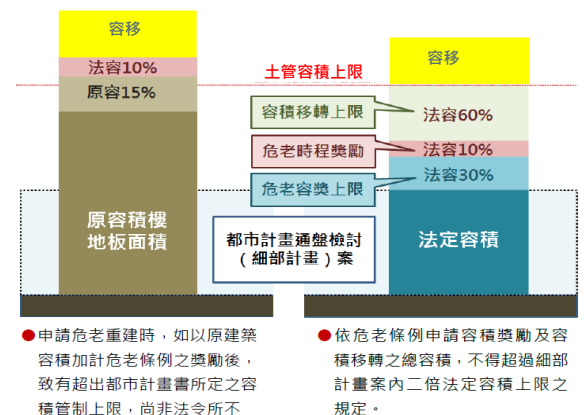 容移
法容10%
原容15%
原容積樓
地板面積
土管容積上限
容積移轉上限
危老時程獎勵
危老容獎上限
都市計畫通盤檢討
（細部計畫）案
容移
法容60%
法容10%
法容30%
法定容積
●申請危老重建時，如以原建築
容積加計危老條例之獎勵後，
致有超出都市計畫書所定之容
積管制上限，尚非法令所不
●依危老條例申請容積獎勵及容
積移轉之總容積，不得超過細部
計畫案內二倍法定容積上限之
規定。